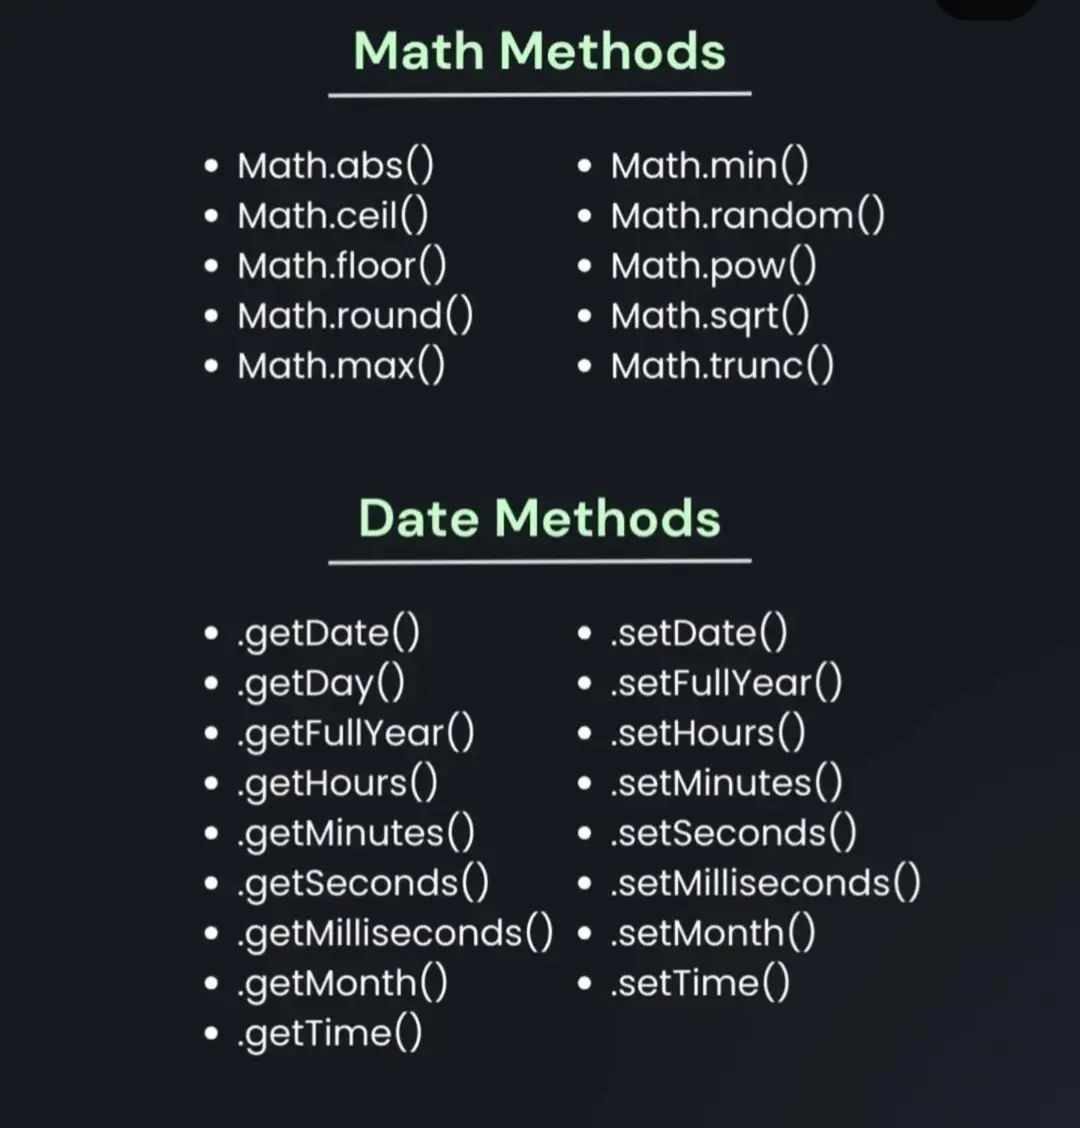 Math Methods
• Math.abs()
• Math.ceil()
• Math.floor()
• Math.round()
• Math.max()
• Math.min()
• Math.random()
• Math.pow()
• Math.sqrt()
• Math.trunc()
Date Methods
• .getDate()
• .getDay()
• .getFullYear()
• .getHours()
• .getMinutes()
• .getSeconds()
• .getMilliseconds()
• .getMonth()
• .getTime()
• .setDate()
• .setFullYear()
• .setHours()
• .setMinutes()
• .setSeconds()
• .setMilliseconds()
• .setMonth()
• .setTime()